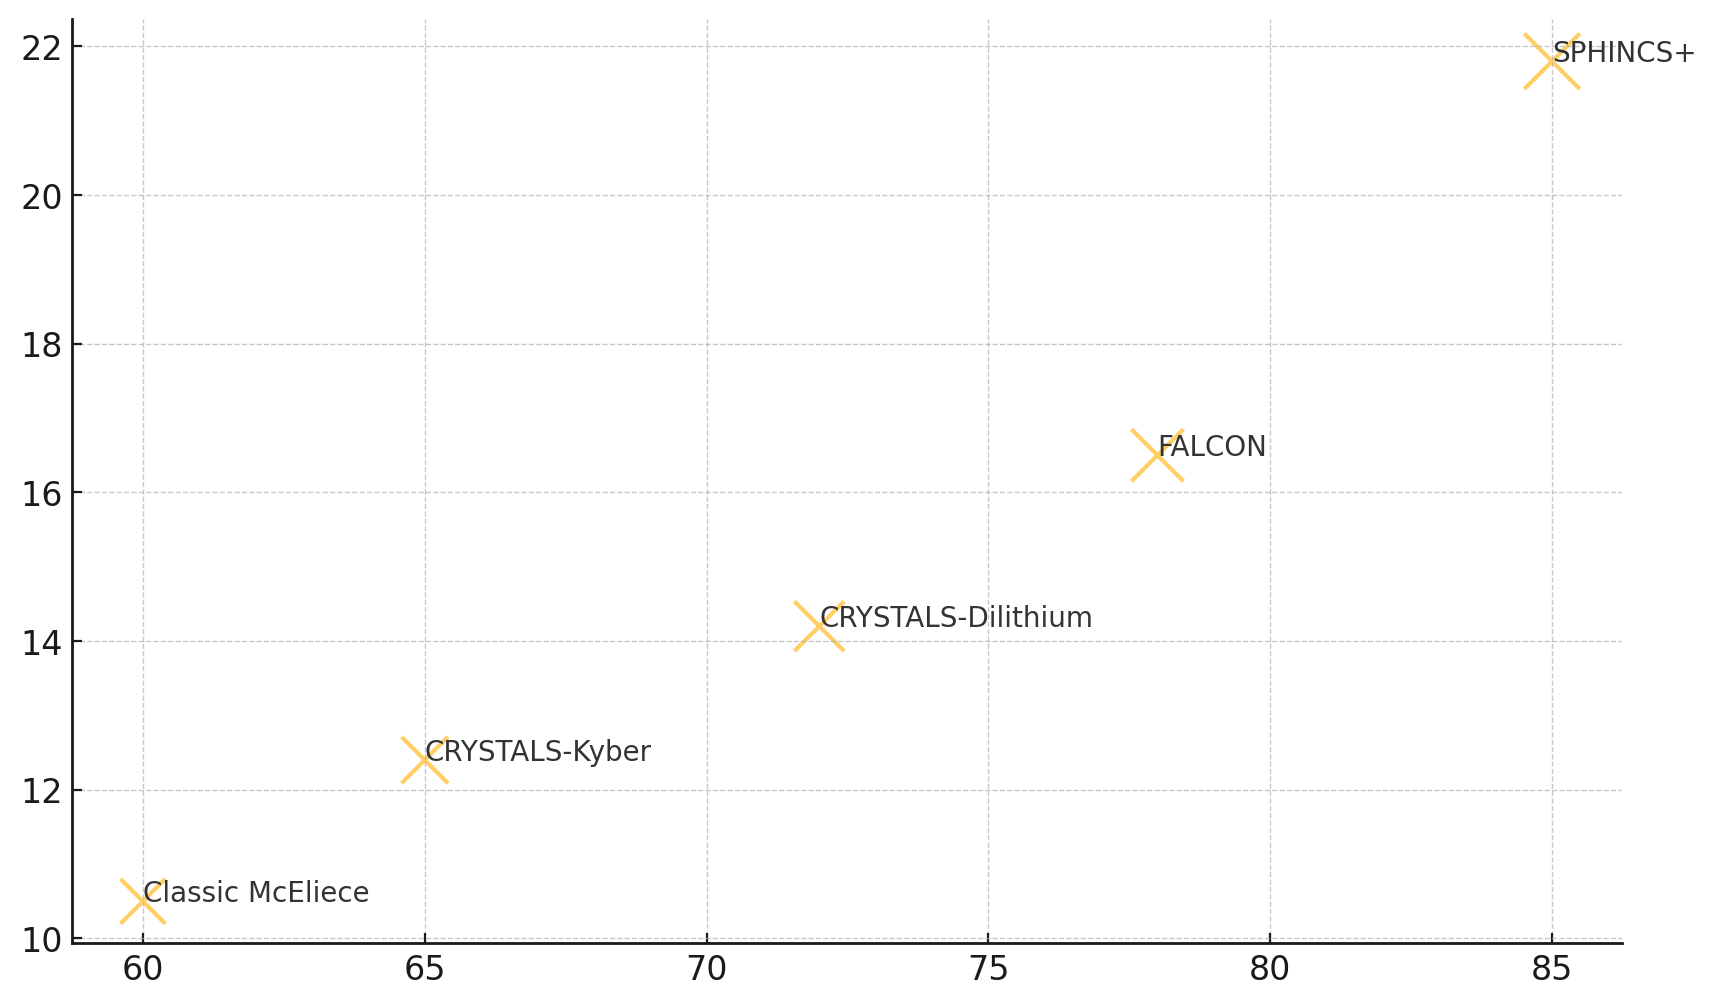 22
SPHINCS+
20
18
FALCON
16
CRYSTALS-Dilithium
14
CRYSTALS-Kyber
12
Classic McEliece
10
60 65 70 75 80 85